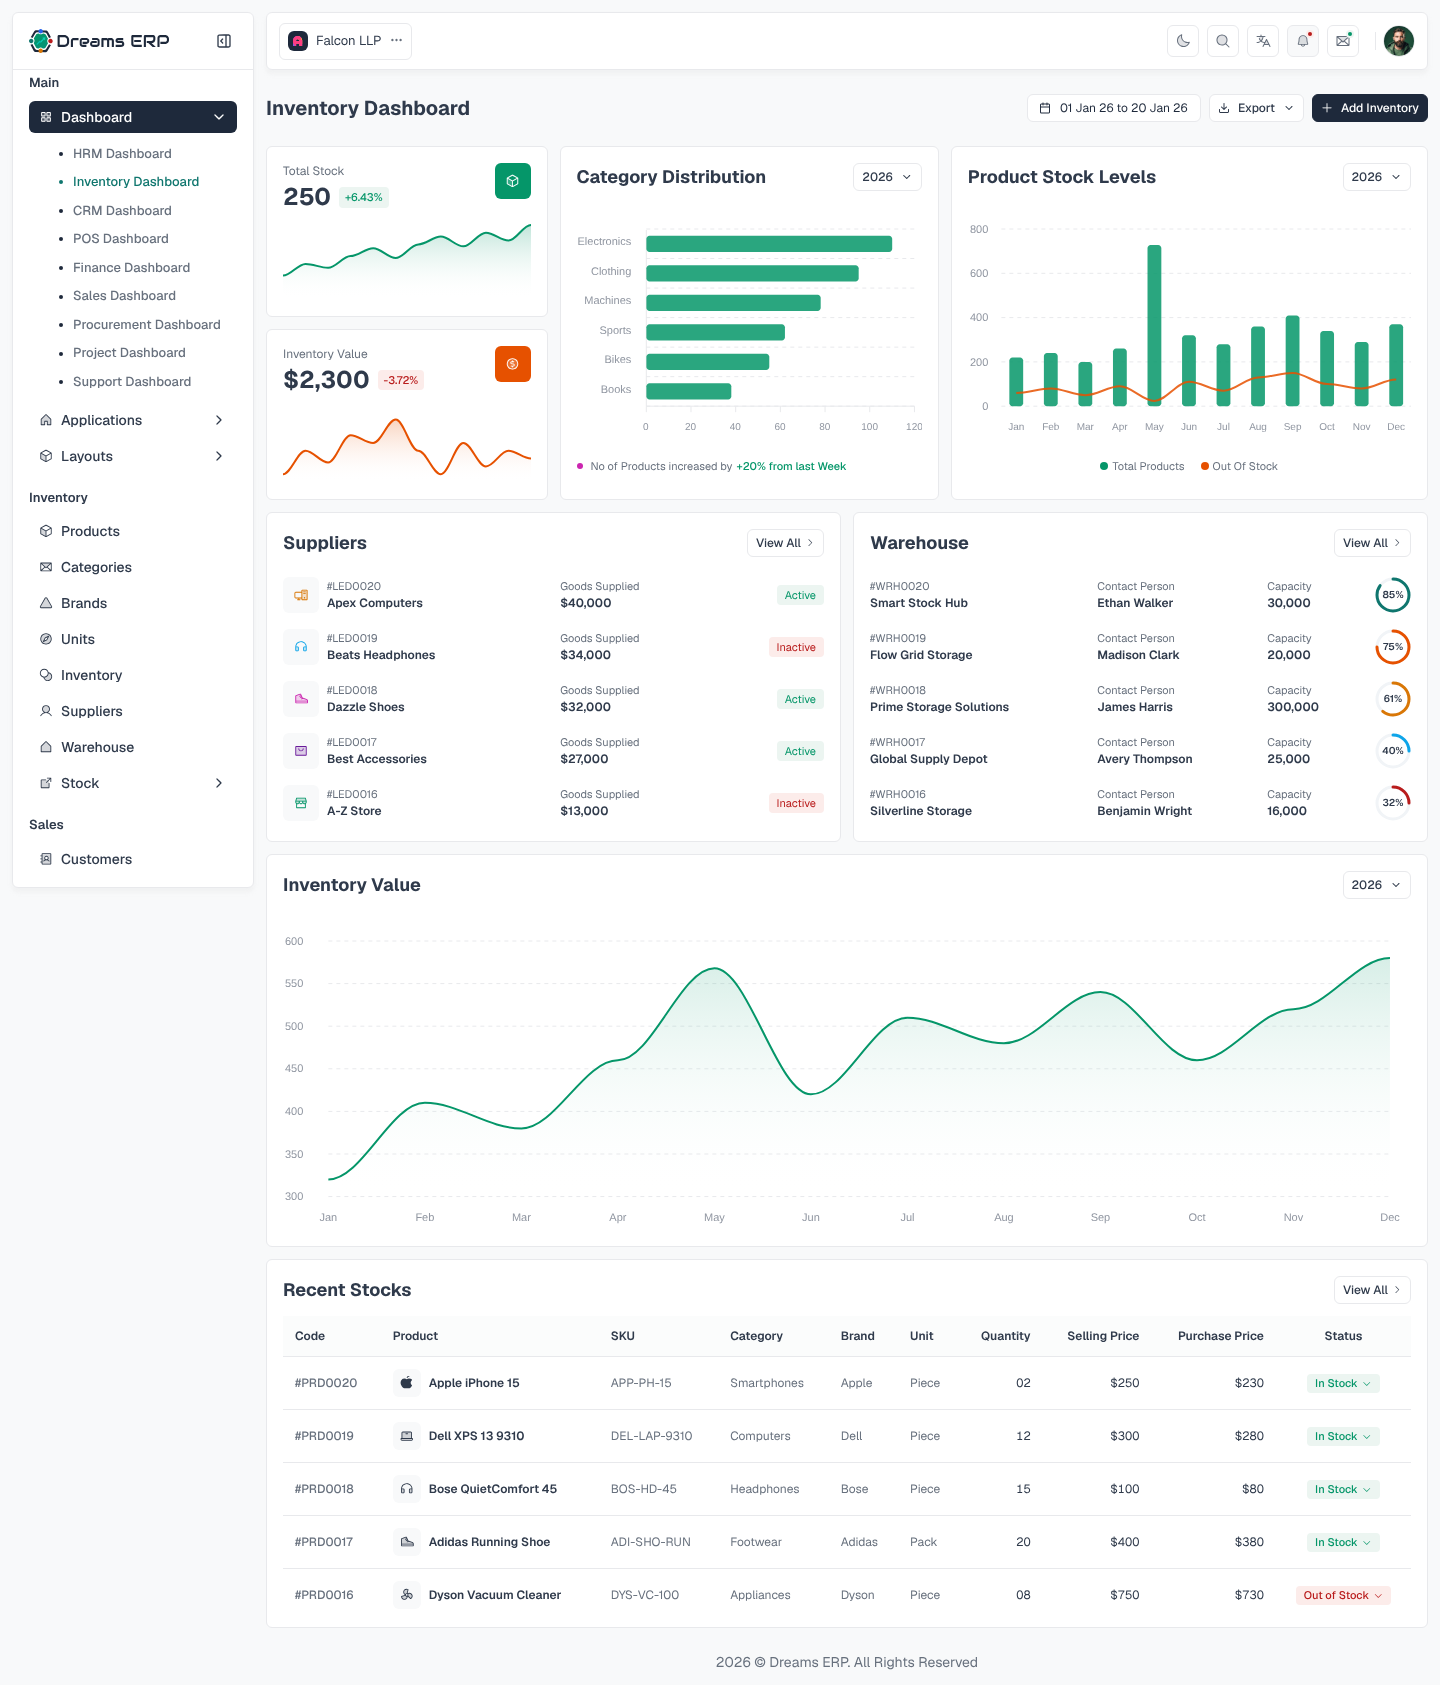 Dreams ERP
Main
Dashboard
HRM Dashboard
Inventory Dashboard
CRM Dashboard
POS Dashboard
Finance Dashboard
Sales Dashboard
Procurement Dashboard
Project Dashboard
Support Dashboard
Applications
Layouts
Inventory
Products
Categories
Brands
Units
Inventory
Suppliers
Warehouse
Stock
Sales
Customers
Falcon LLP ···
Inventory Dashboard
01 Jan 26 to 20 Jan 26
Export
Add Inventory
Total Stock
250 +6.43%
Inventory Value
$2,300 -3.72%
Category Distribution
2026
Electronics
Clothing
Machines
Sports
Bikes
Books
0 20 40 60 80 100 120
No of Products increased by +20% from last Week
Product Stock Levels
2026
800
600
400
200
0
Jan Feb Mar Apr May Jun Jul Aug Sep Oct Nov Dec
Total Products Out Of Stock
Suppliers
View All
#LED0020 Goods Supplied
Apex Computers $40,000 Active
#LED0019 Goods Supplied
Beats Headphones $34,000 Inactive
#LED0018 Goods Supplied
Dazzle Shoes $32,000 Active
#LED0017 Goods Supplied
Best Accessories $27,000 Active
#LED0016 Goods Supplied
A-Z Store $13,000 Inactive
Warehouse
View All
#WRH0020 Contact Person Capacity
Smart Stock Hub Ethan Walker 30,000 85%
#WRH0019 Contact Person Capacity
Flow Grid Storage Madison Clark 20,000 75%
#WRH0018 Contact Person Capacity
Prime Storage Solutions James Harris 300,000 61%
#WRH0017 Contact Person Capacity
Global Supply Depot Avery Thompson 25,000 40%
#WRH0016 Contact Person Capacity
Silverline Storage Benjamin Wright 16,000 32%
Inventory Value
2026
600
550
500
450
400
350
300
Jan Feb Mar Apr May Jun Jul Aug Sep Oct Nov Dec
Recent Stocks
View All
Code Product SKU Category Brand Unit Quantity Selling Price Purchase Price Status
#PRD0020 Apple iPhone 15 APP-PH-15 Smartphones Apple Piece 02 $250 $230 In Stock
#PRD0019 Dell XPS 13 9310 DEL-LAP-9310 Computers Dell Piece 12 $300 $280 In Stock
#PRD0018 Bose QuietComfort 45 BOS-HD-45 Headphones Bose Piece 15 $100 $80 In Stock
#PRD0017 Adidas Running Shoe ADI-SHO-RUN Footwear Adidas Pack 20 $400 $380 In Stock
#PRD0016 Dyson Vacuum Cleaner DYS-VC-100 Appliances Dyson Piece 08 $750 $730 Out of Stock
2026 © Dreams ERP. All Rights Reserved